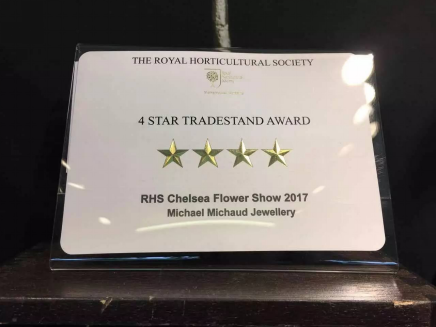 THE ROYAL HORTICULTURAL SOCIETY
4 STAR TRADESTAND AWARD
RHS Chelsea Flower Show 2017
Michael Michaud Jewellery